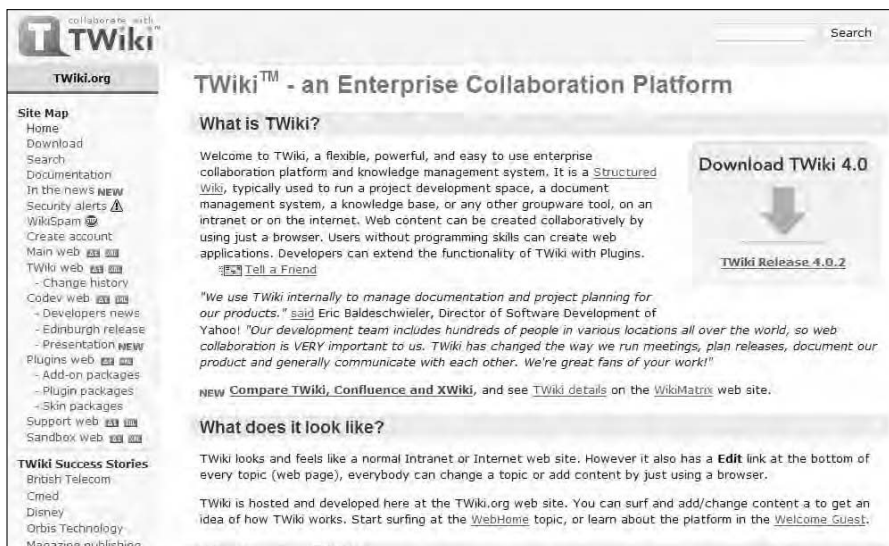 collaborate with
TWiki™
Search
TWiki.org
Site Map
Home
Download
Search
Documentation
In the news NEW
Security alerts
WikiSpam
Create account
Main web
TWiki web
- Change history
Codev web
- Developers news
- Edinburgh release
- Presentation NEW
Plugins web
- Add-on packages
- Plugin packages
- Skin packages
Support web
Sandbox web
TWiki Success Stories
British Telecom
Cmed
Disney
Orbis Technology
Magazine publishing
TWiki™ - an Enterprise Collaboration Platform
What is TWiki?
Welcome to TWiki, a flexible, powerful, and easy to use enterprise
collaboration platform and knowledge management system. It is a Structured
Wiki, typically used to run a project development space, a document
management system, a knowledge base, or any other groupware tool, on an
intranet or on the internet. Web content can be created collaboratively by
using just a browser. Users without programming skills can create web
applications. Developers can extend the functionality of TWiki with Plugins.
Tell a Friend
Download TWiki 4.0
TWiki Release 4.0.2
"We use TWiki internally to manage documentation and project planning for
our products." said Eric Baldeschwieler, Director of Software Development of
Yahoo! "Our development team includes hundreds of people in various locations all over the world, so web
collaboration is VERY important to us. TWiki has changed the way we run meetings, plan releases, document our
product and generally communicate with each other. We're great fans of your work!"
NEW Compare TWiki, Confluence and XWiki, and see TWiki details on the WikiMatrix web site.
What does it look like?
TWiki looks and feels like a normal Intranet or Internet web site. However it also has a Edit link at the bottom of
every topic (web page), everybody can change a topic or add content by just using a browser.
TWiki is hosted and developed here at the TWiki.org web site. You can surf and add/change content a to get an
idea of how TWiki works. Start surfing at the WebHome topic, or learn about the platform in the Welcome Guest.